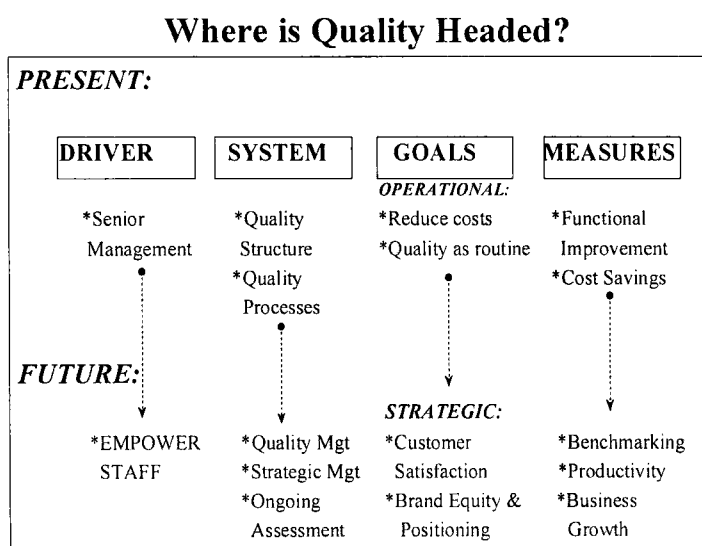 Where is Quality Headed?
PRESENT:
DRIVER
SYSTEM
GOALS
MEASURES
*Senior
Management
*Quality
Structure
*Quality
Processes
OPERATIONAL:
*Reduce costs
*Quality as routine
*Functional
Improvement
*Cost Savings
FUTURE:
*EMPOWER
STAFF
*Quality Mgt
*Strategic Mgt
*Ongoing
Assessment
STRATEGIC:
*Customer
Satisfaction
*Brand Equity &
Positioning
*Benchmarking
*Productivity
*Business
Growth